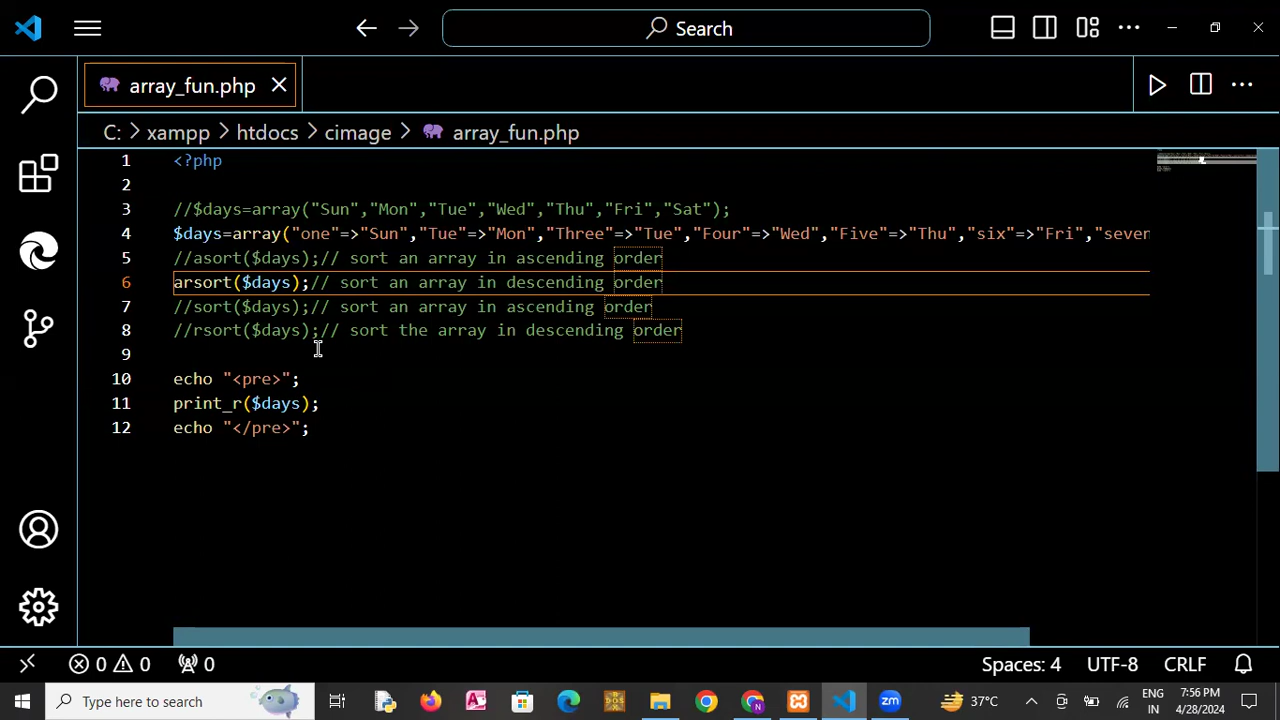 Search
array_fun.php
C: > xampp > htdocs > cimage > array_fun.php
1 <?php
2
3 //$days=array("Sun","Mon","Tue","Wed","Thu","Fri","Sat");
4 $days=array("one"=>"Sun","Tue"=>"Mon","Three"=>"Tue","Four"=>"Wed","Five"=>"Thu","six"=>"Fri","seven
5 //asort($days);// sort an array in ascending order
6 arsort($days);// sort an array in descending order
7 //sort($days);// sort an array in ascending order
8 //rsort($days);// sort the array in descending order
9
10 echo "<pre>";
11 print_r($days);
12 echo "</pre>";
0 0 0 Spaces: 4 UTF-8 CRLF
Type here to search 37°C ENG 7:56 PM
IN 4/28/2024